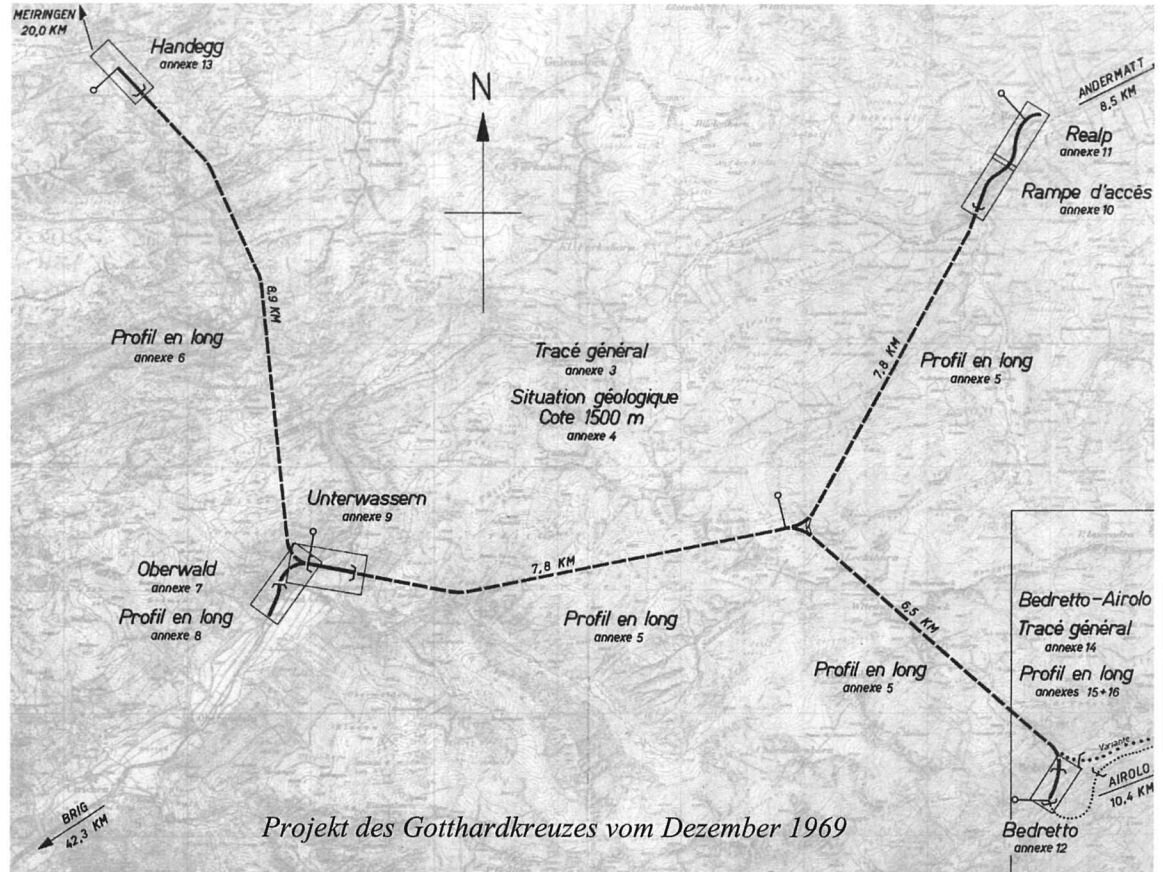 MEIRINGEN
20,0 KM
Handegg
annexe 13
N
ANDERMATT
8,5 KM
Realp
annexe 11
Rampe d'accès
annexe 10
8,9 KM
Profil en long
annexe 6
Tracé général
annexe 3
Situation géologique
Cote 1500 m
annexe 4
7,8 KM
Profil en long
annexe 5
Unterwassern
annexe 9
Oberwald
annexe 7
Profil en long
annexe 8
7,8 KM
Profil en long
annexe 5
6,5 KM
Profil en long
annexe 5
Bedretto-Airolo
Tracé général
annexe 14
Profil en long
annexes 15+16
Variante
AIROLO
10,4 KM
Bedretto
annexe 12
BRIG
42,3 KM
Projekt des Gotthardkreuzes vom Dezember 1969